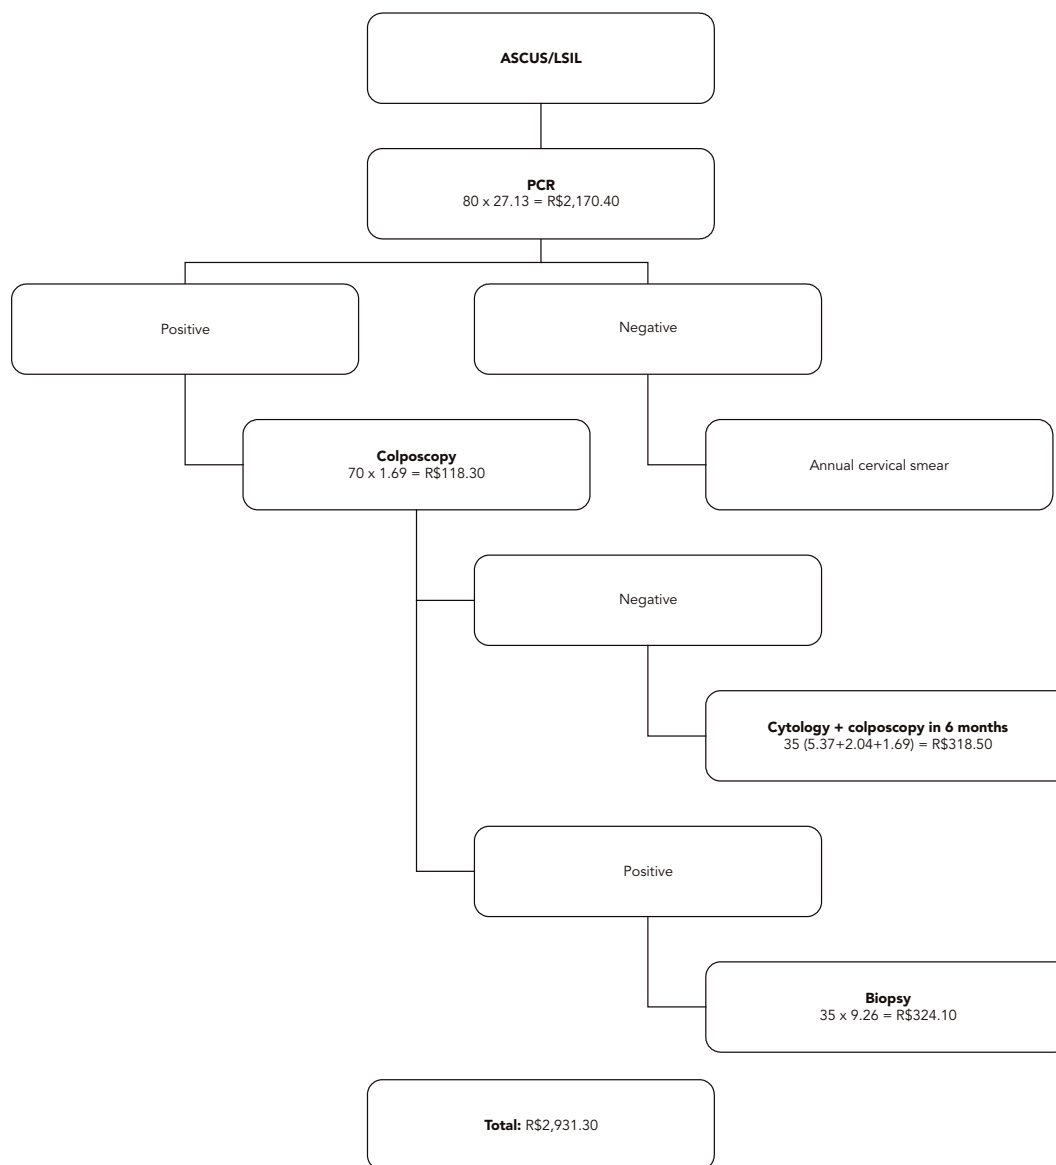 ASCUS/LSIL
PCR
80 x 27.13 = R$2,170.40
Positive
Negative
Colposcopy
70 x 1.69 = R$118.30
Annual cervical smear
Negative
Cytology + colposcopy in 6 months
35 (5.37+2.04+1.69) = R$318.50
Positive
Biopsy
35 x 9.26 = R$324.10
Total: R$2,931.30